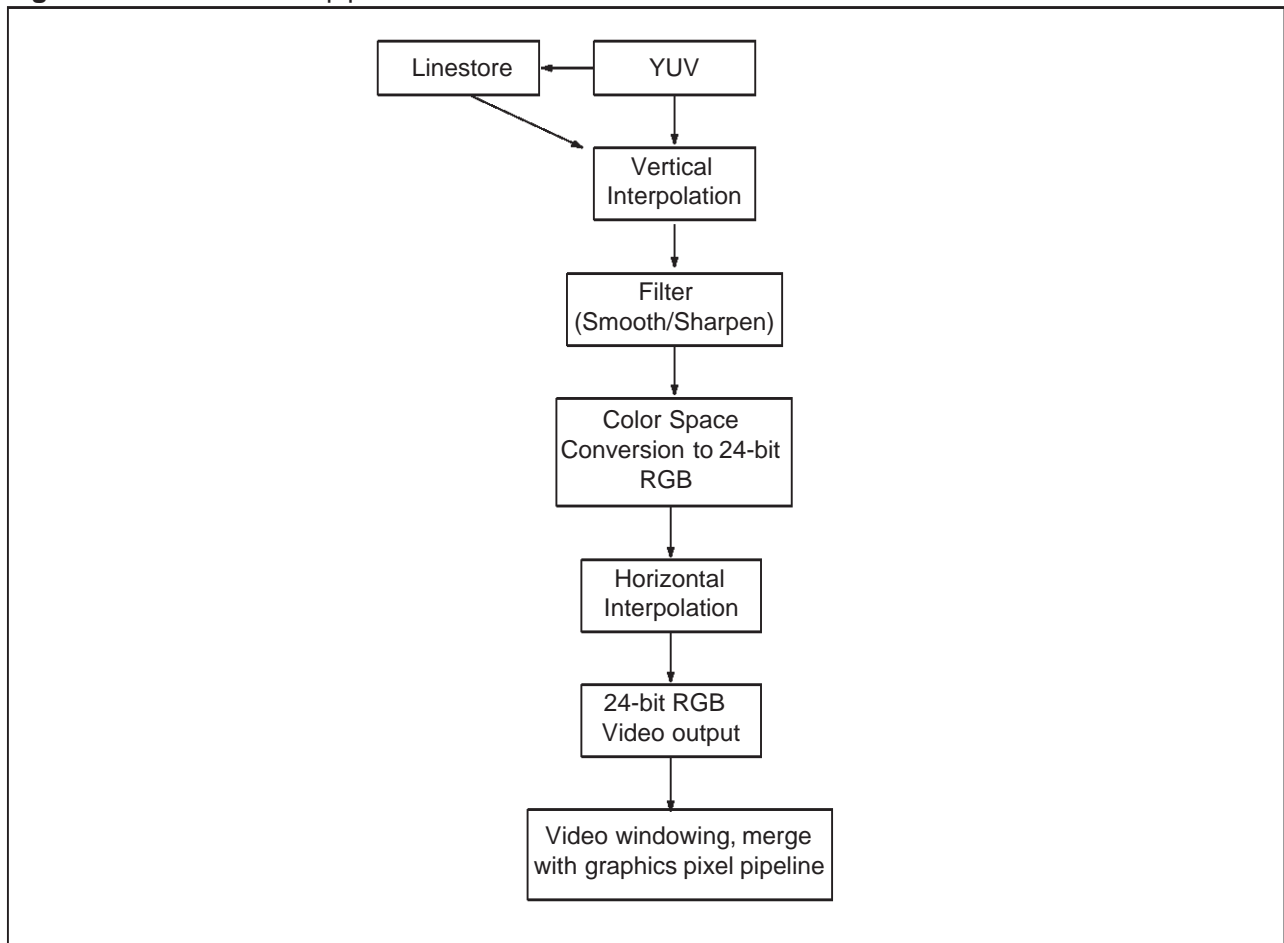 Linestore
YUV
Vertical
Interpolation
Filter
(Smooth/Sharpen)
Color Space
Conversion to 24-bit
RGB
Horizontal
Interpolation
24-bit RGB
Video output
Video windowing, merge
with graphics pixel pipeline